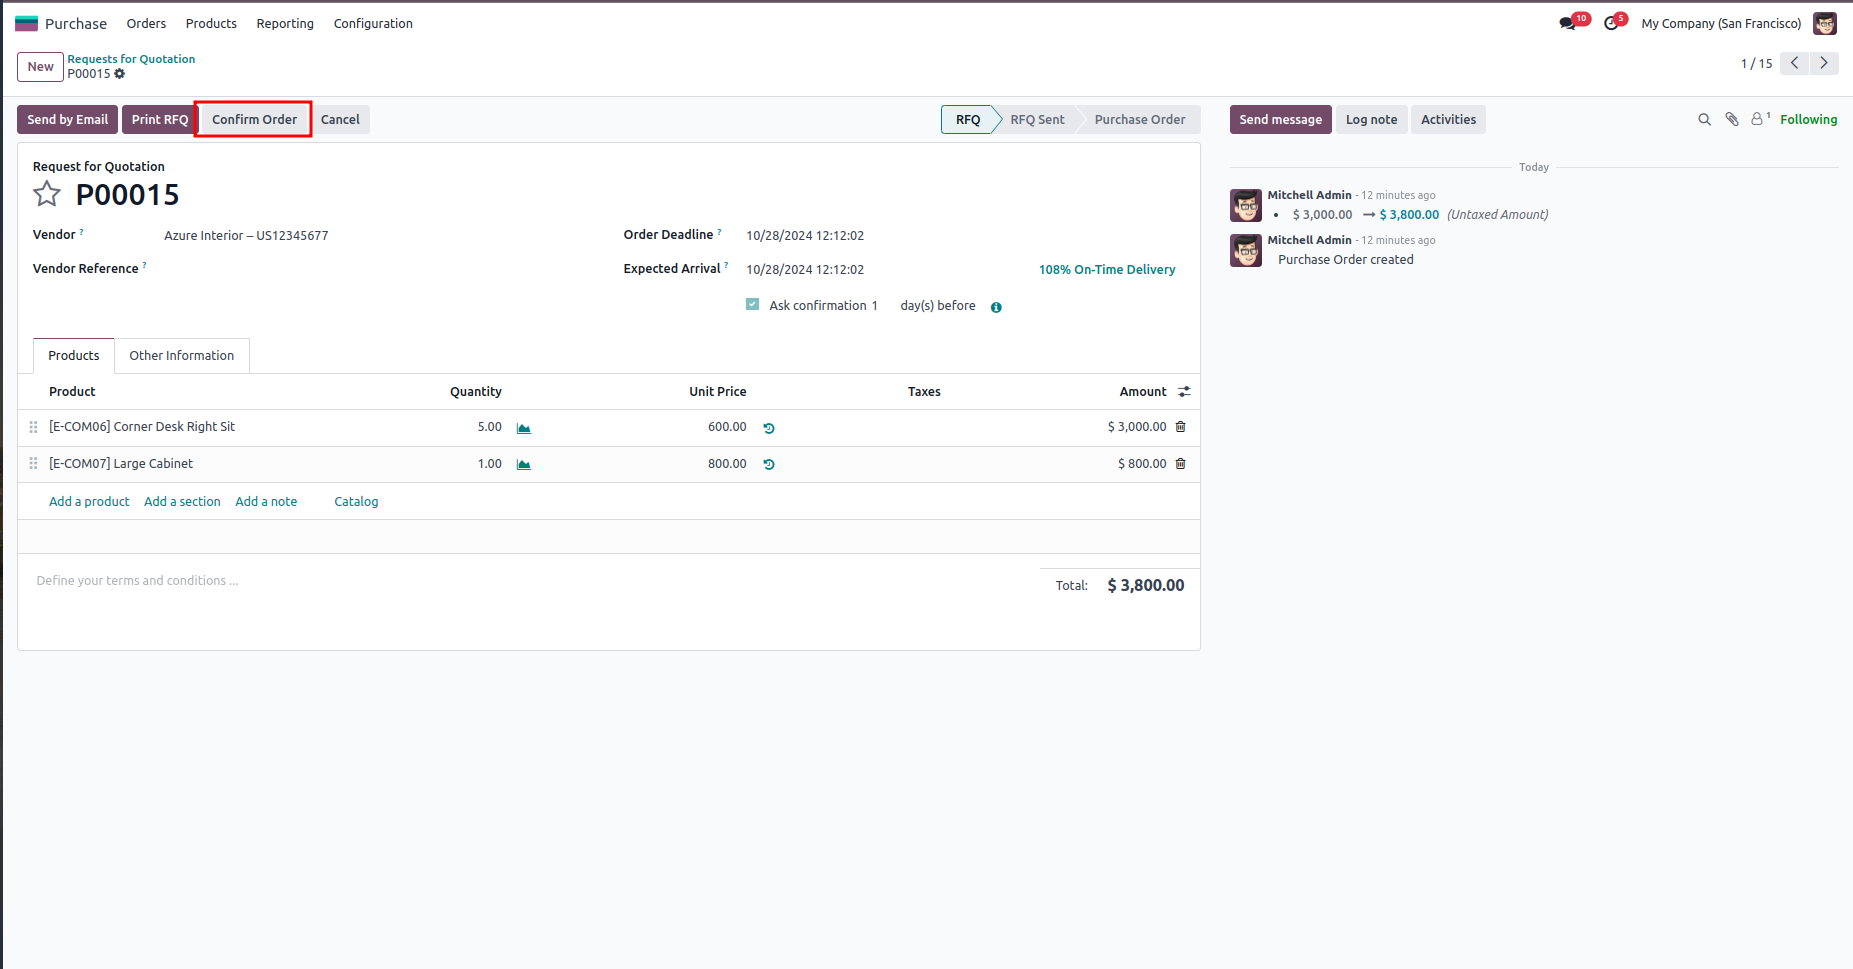 Purchase Orders Products Reporting Configuration 10 5 My Company (San Francisco)
New Requests for Quotation
P00015 1 / 15
Send by Email Print RFQ Confirm Order Cancel RFQ RFQ Sent Purchase Order Send message Log note Activities 1 Following
Request for Quotation
P00015
Vendor ? Azure Interior – US12345677 Order Deadline ? 10/28/2024 12:12:02
Vendor Reference ? Expected Arrival ? 10/28/2024 12:12:02 108% On-Time Delivery
Ask confirmation 1 day(s) before
Products Other Information
Product Quantity Unit Price Taxes Amount
[E-COM06] Corner Desk Right Sit 5.00 600.00 $ 3,000.00
[E-COM07] Large Cabinet 1.00 800.00 $ 800.00
Add a product Add a section Add a note Catalog
Define your terms and conditions ... Total: $ 3,800.00
Today
Mitchell Admin - 12 minutes ago
• $ 3,000.00 → $ 3,800.00 (Untaxed Amount)
Mitchell Admin - 12 minutes ago
Purchase Order created